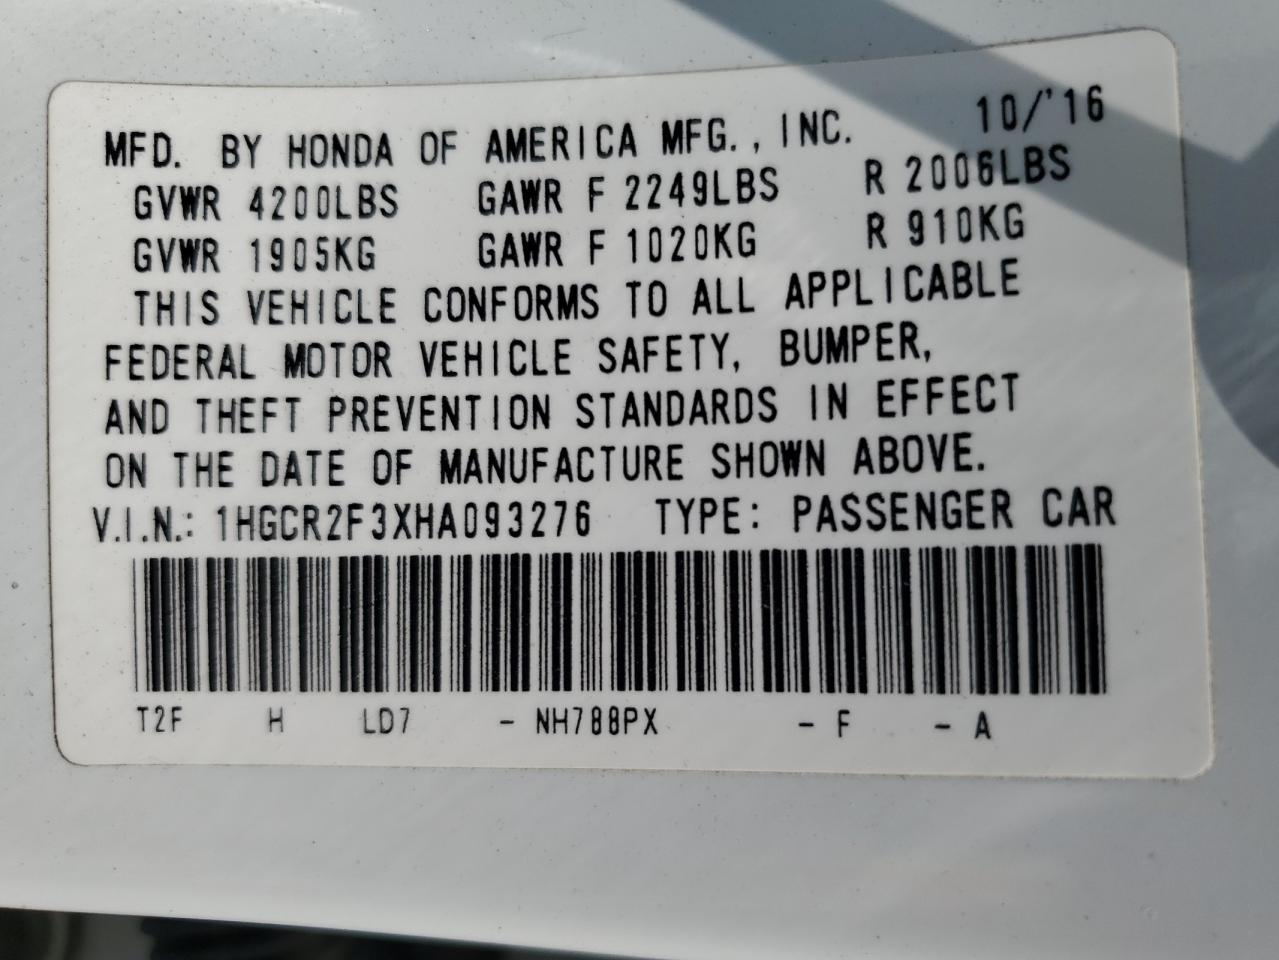 MFD. BY HONDA OF AMERICA MFG., INC. 10/'16
GVWR 4200LBS GAWR F 2249LBS R 2006LBS
GVWR 1905KG GAWR F 1020KG R 910KG
THIS VEHICLE CONFORMS TO ALL APPLICABLE
FEDERAL MOTOR VEHICLE SAFETY, BUMPER,
AND THEFT PREVENTION STANDARDS IN EFFECT
ON THE DATE OF MANUFACTURE SHOWN ABOVE.
V.I.N.: 1HGCR2F3XHA093276 TYPE: PASSENGER CAR
T2F H LD7 - NH788PX - F - A